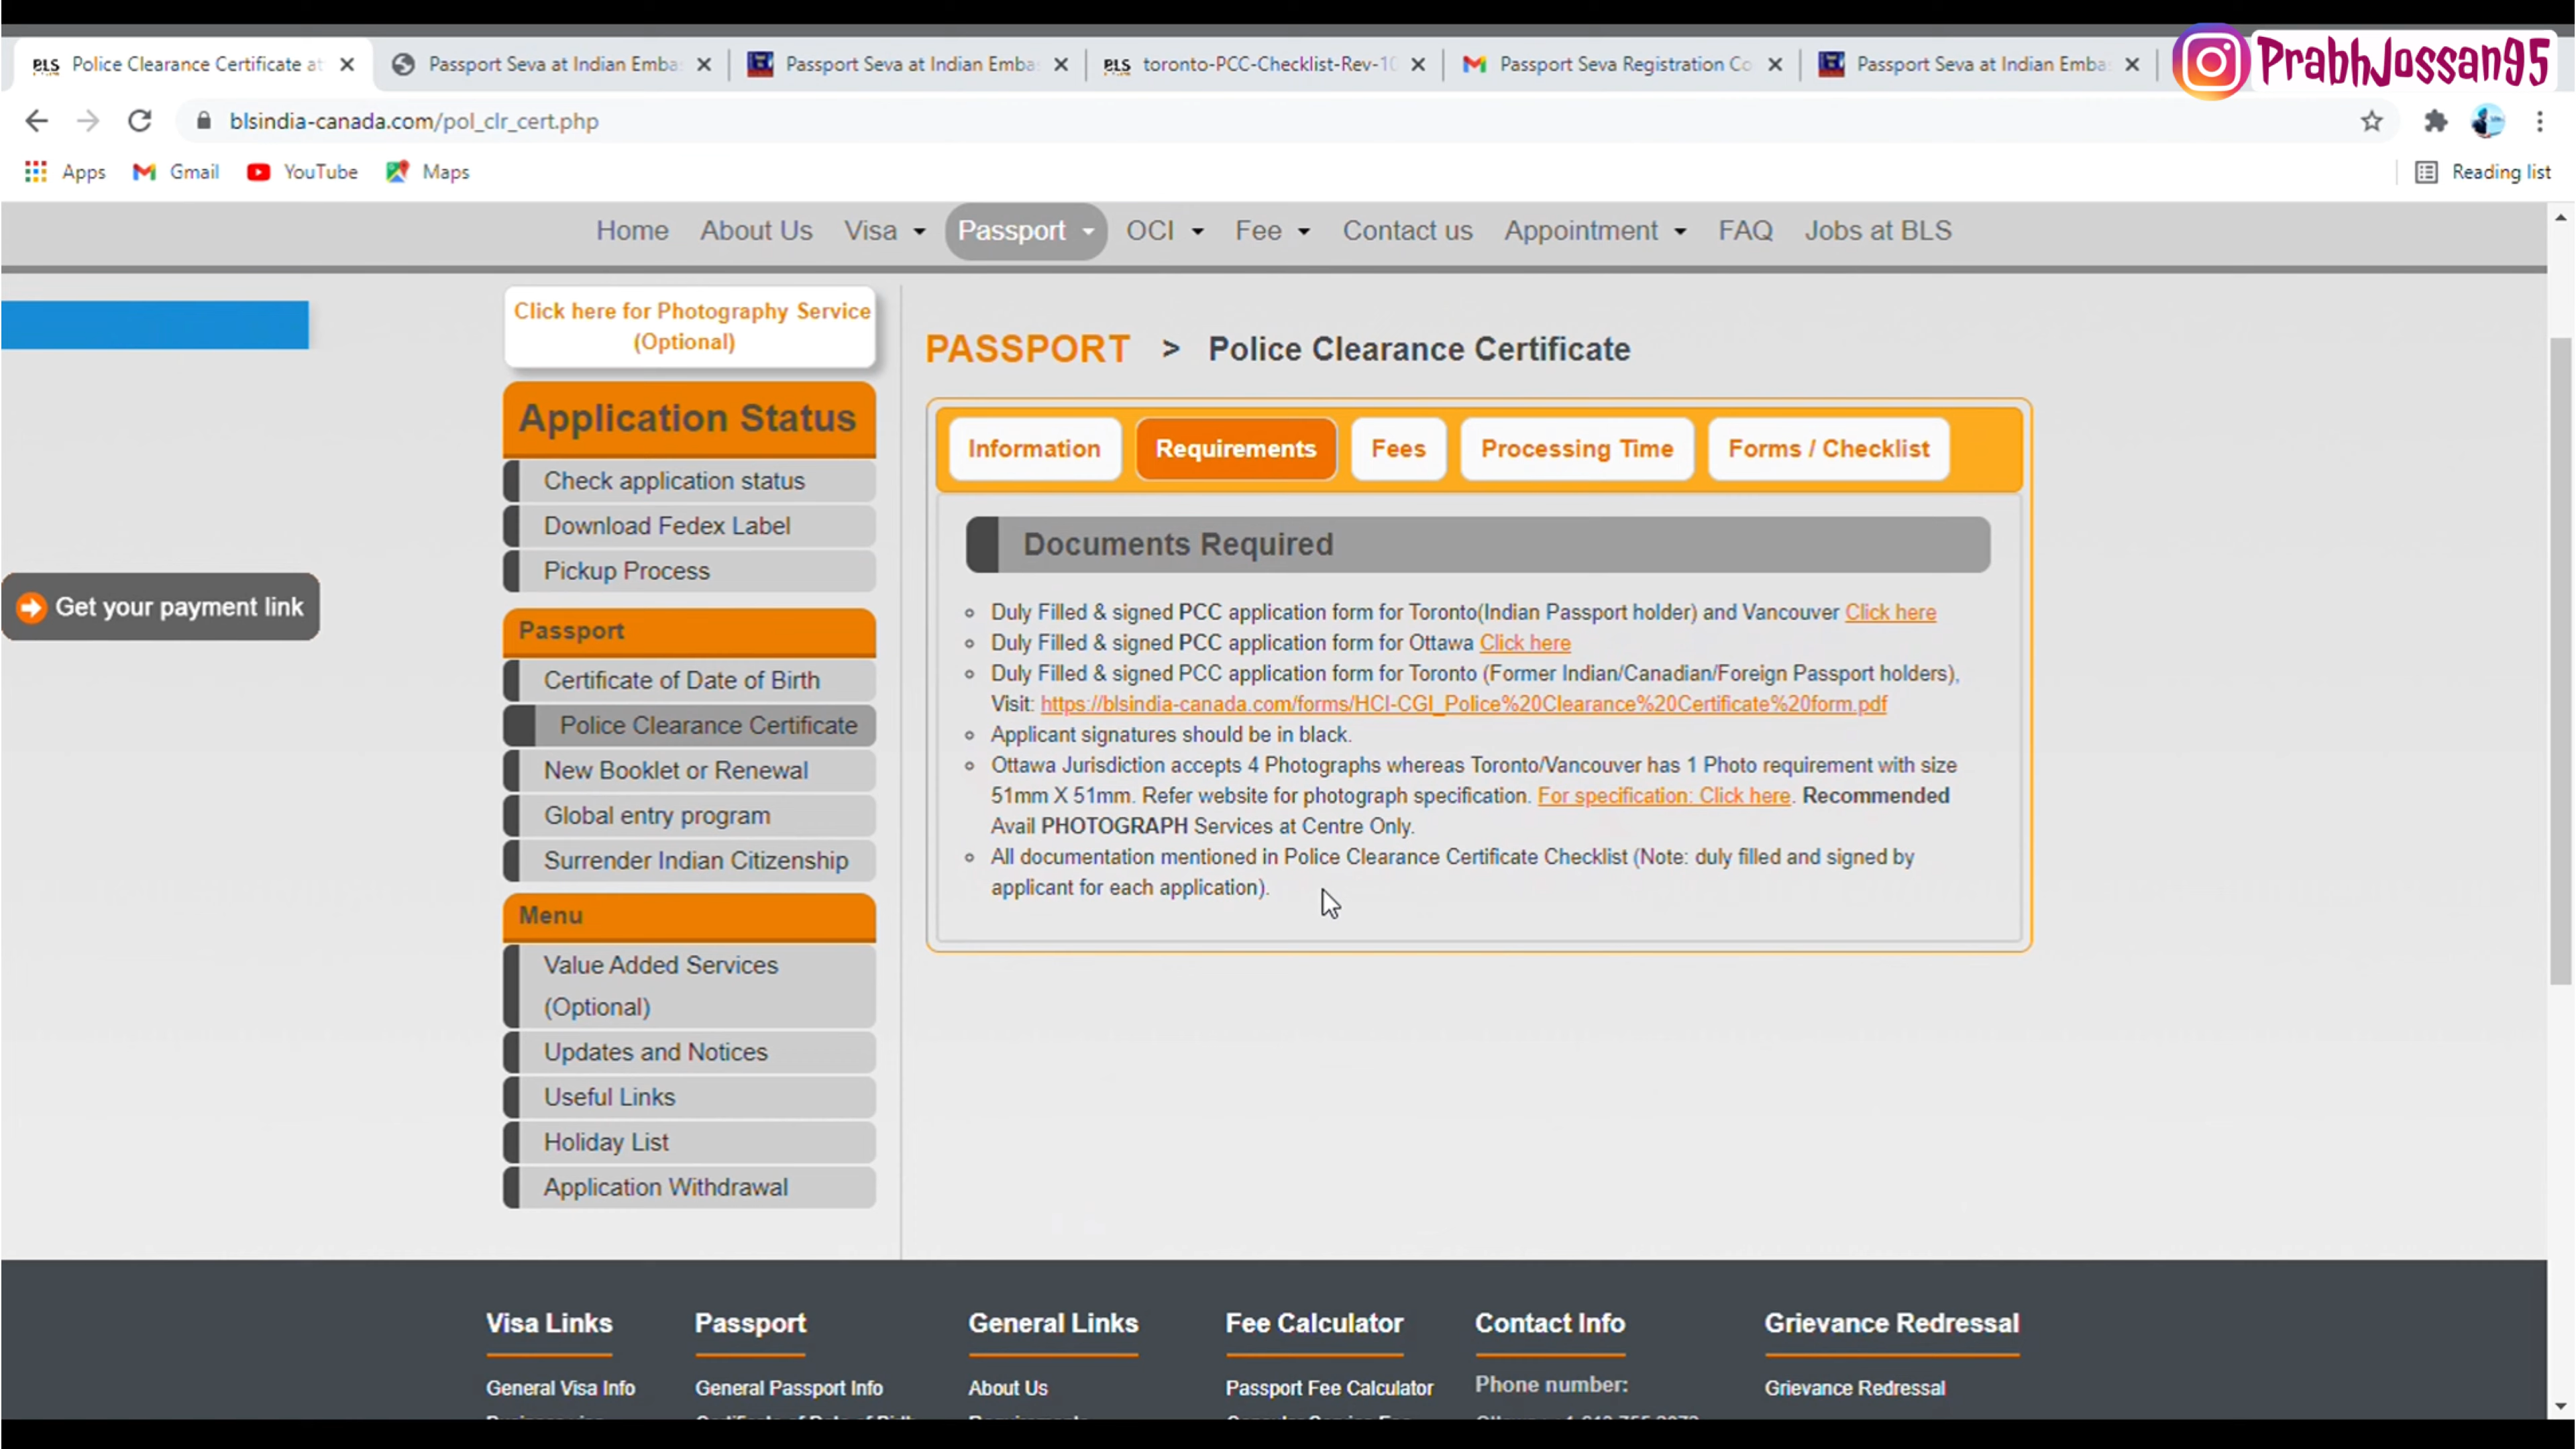 BLS Police Clearance Certificate at
Passport Seva at Indian Emba
Passport Seva at Indian Emba
BLS toronto-PCC-Checklist-Rev-10
Passport Seva Registration Co
Passport Seva at Indian Emba
PrabhJossan95
blsindia-canada.com/pol_clr_cert.php
Apps Gmail YouTube Maps Reading list
Home About Us Visa Passport OCI Fee Contact us Appointment FAQ Jobs at BLS
Click here for Photography Service
(Optional)
Application Status
Check application status
Download Fedex Label
Pickup Process
Get your payment link
Passport
Certificate of Date of Birth
Police Clearance Certificate
New Booklet or Renewal
Global entry program
Surrender Indian Citizenship
Menu
Value Added Services
(Optional)
Updates and Notices
Useful Links
Holiday List
Application Withdrawal
PASSPORT > Police Clearance Certificate
Information Requirements Fees Processing Time Forms / Checklist
Documents Required
Duly Filled & signed PCC application form for Toronto(Indian Passport holder) and Vancouver Click here
Duly Filled & signed PCC application form for Ottawa Click here
Duly Filled & signed PCC application form for Toronto (Former Indian/Canadian/Foreign Passport holders),
Visit: https://blsindia-canada.com/forms/HCI-CGI_Police%20Clearance%20Certificate%20form.pdf
Applicant signatures should be in black.
Ottawa Jurisdiction accepts 4 Photographs whereas Toronto/Vancouver has 1 Photo requirement with size
51mm X 51mm. Refer website for photograph specification. For specification: Click here. Recommended
Avail PHOTOGRAPH Services at Centre Only.
All documentation mentioned in Police Clearance Certificate Checklist (Note: duly filled and signed by
applicant for each application).
Visa Links Passport General Links Fee Calculator Contact Info Grievance Redressal
General Visa Info General Passport Info About Us Passport Fee Calculator Phone number: Grievance Redressal